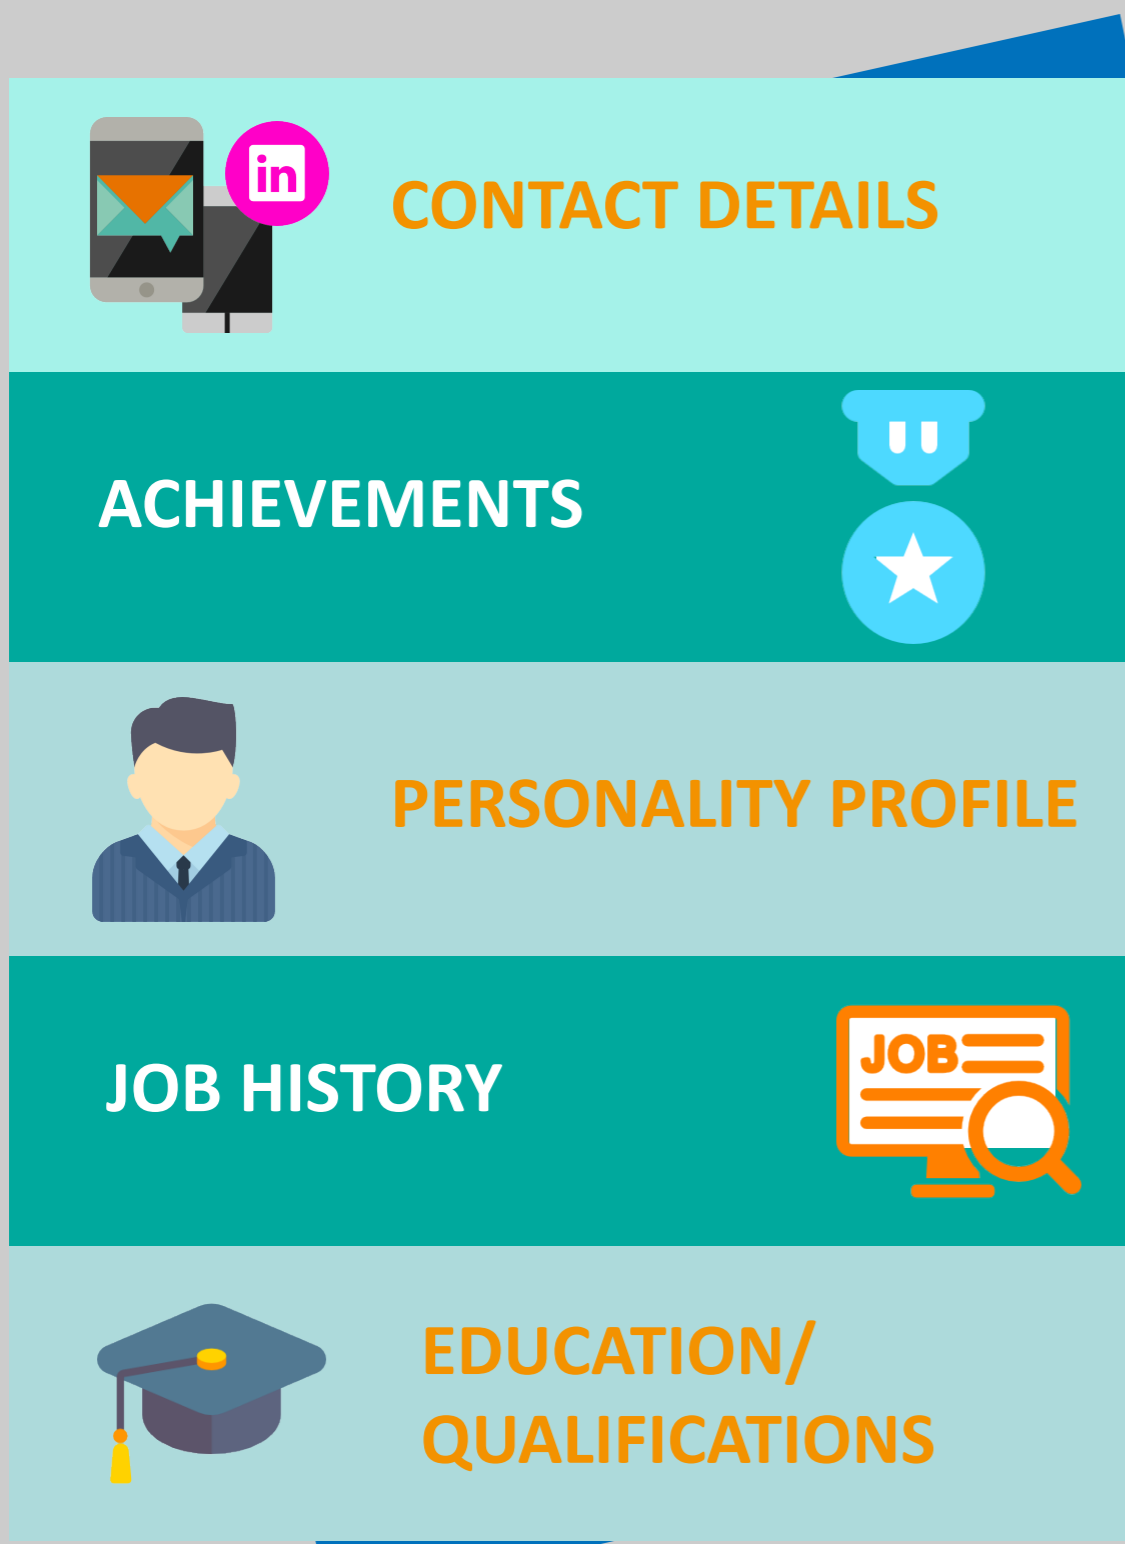 in
CONTACT DETAILS
ACHIEVEMENTS
PERSONALITY PROFILE
JOB HISTORY
JOB
EDUCATION/
QUALIFICATIONS